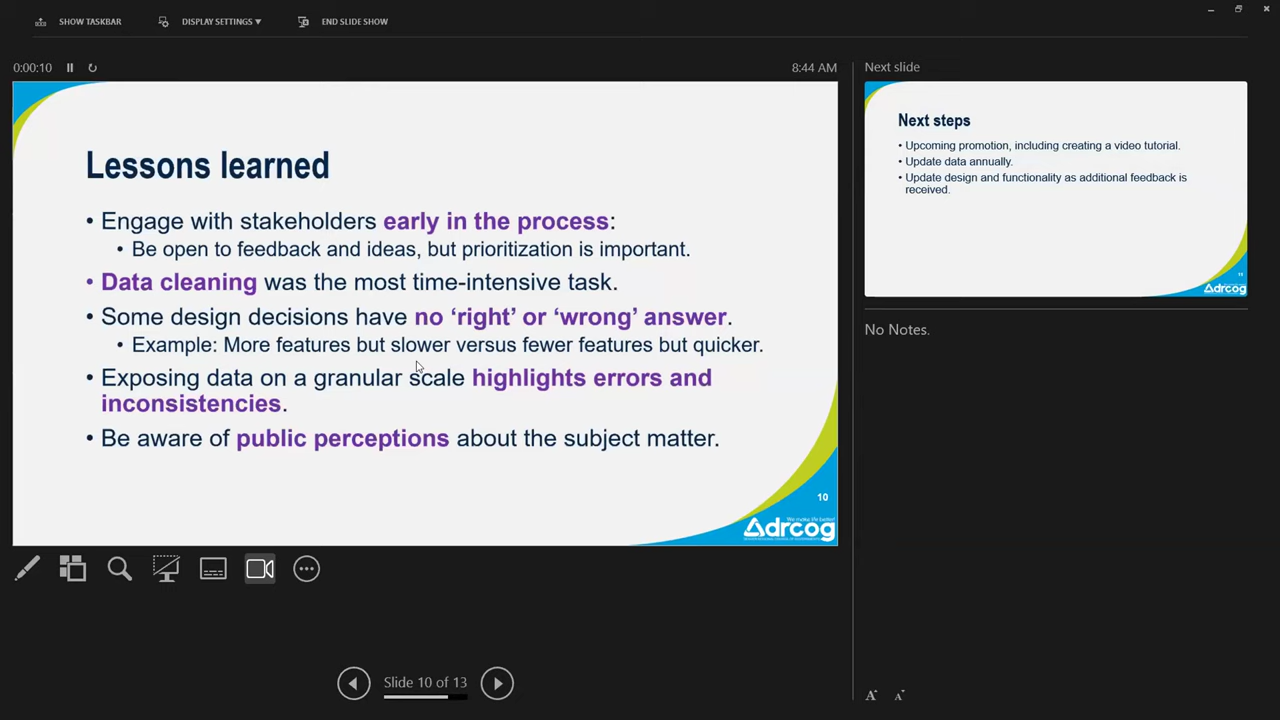 SHOW TASKBAR
DISPLAY SETTINGS ▼
END SLIDE SHOW
0:00:10
8:44 AM
Lessons learned
• Engage with stakeholders early in the process:
• Be open to feedback and ideas, but prioritization is important.
• Data cleaning was the most time-intensive task.
• Some design decisions have no ‘right’ or ‘wrong’ answer.
• Example: More features but slower versus fewer features but quicker.
• Exposing data on a granular scale highlights errors and
inconsistencies.
• Be aware of public perceptions about the subject matter.
10
We make life better!
drcog
Next slide
Next steps
• Upcoming promotion, including creating a video tutorial.
• Update data annually.
• Update design and functionality as additional feedback is
received.
11
drcog
No Notes.
Slide 10 of 13
A
A